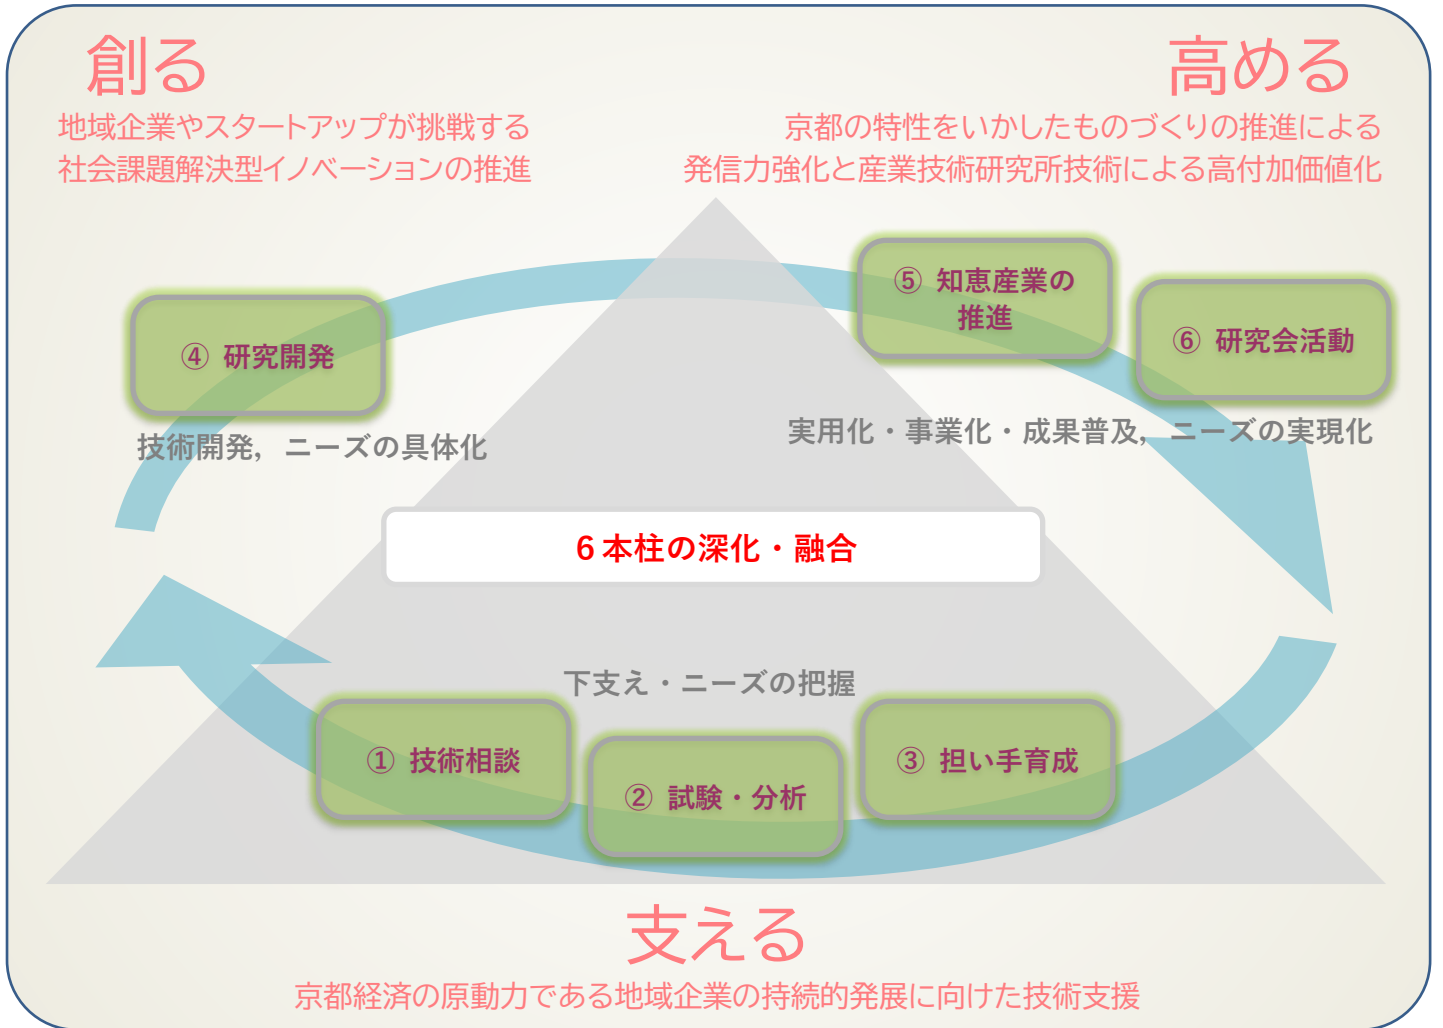 創る
地域企業やスタートアップが挑戦する
社会課題解決型イノベーションの推進
高める
京都の特性をいかしたものづくりの推進による
発信力強化と産業技術研究所技術による高付加価値化
④ 研究開発
技術開発，ニーズの具体化
⑤ 知恵産業の
推進
⑥ 研究会活動
実用化・事業化・成果普及，ニーズの実現化
６本柱の深化・融合
下支え・ニーズの把握
① 技術相談
② 試験・分析
③ 担い手育成
支える
京都経済の原動力である地域企業の持続的発展に向けた技術支援